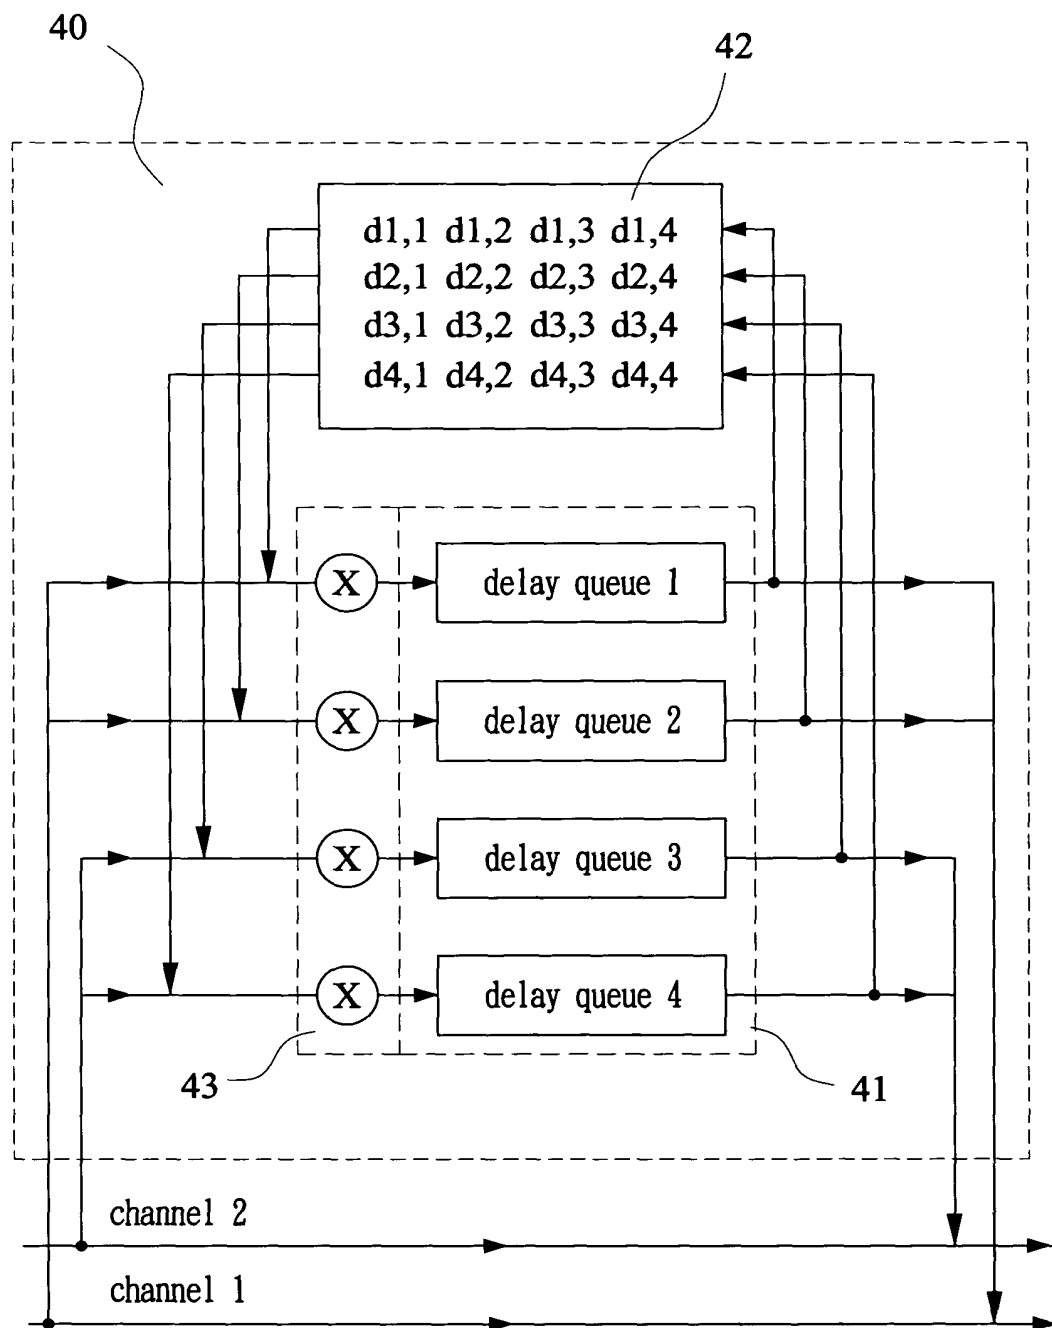 40
42
d1,1 d1,2 d1,3 d1,4
d2,1 d2,2 d2,3 d2,4
d3,1 d3,2 d3,3 d3,4
d4,1 d4,2 d4,3 d4,4
X delay queue 1
X delay queue 2
X delay queue 3
X delay queue 4
43
41
channel 2
channel 1